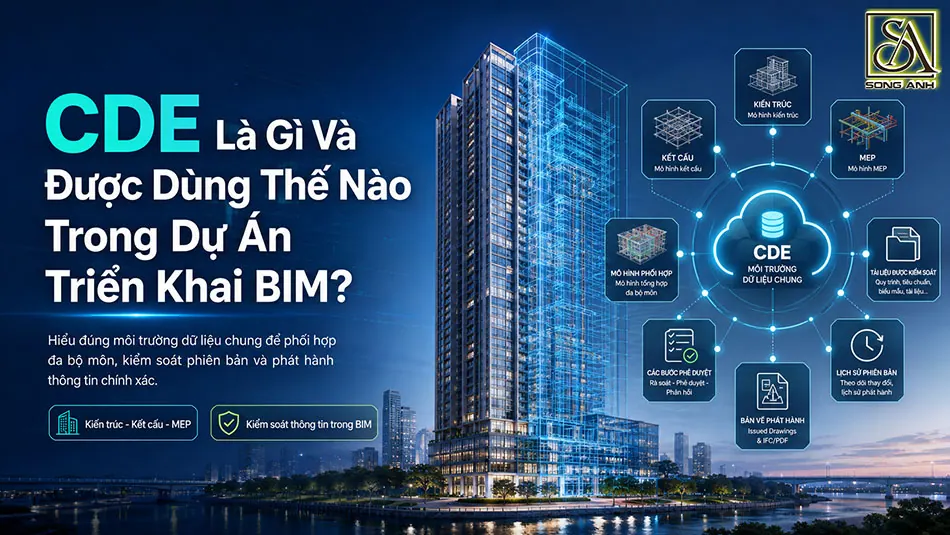 SA
SONG ANH
CDE Là Gì Và
Được Dùng Thế Nào
Trong Dự Án
Triển Khai BIM?
Hiểu đúng môi trường dữ liệu chung để phối hợp
đa bộ môn, kiểm soát phiên bản và phát hành
thông tin chính xác.
Kiến trúc - Kết cấu - MEP
Kiểm soát thông tin trong BIM
KIẾN TRÚC
Mô hình kiến trúc
KẾT CẤU
Mô hình kết cấu
MEP
Mô hình MEP
CDE
MÔI TRƯỜNG
DỮ LIỆU CHUNG
MÔ HÌNH PHỐI HỢP
Mô hình tổng hợp
đa bộ môn
TÀI LIỆU ĐƯỢC KIỂM SOÁT
Quy trình, tiêu chuẩn,
biểu mẫu, tài liệu...
CÁC BƯỚC PHÊ DUYỆT
Rà soát - Phê duyệt -
Phản hồi
LỊCH SỬ PHIÊN BẢN
Theo dõi thay đổi,
lịch sử phát hành
BẢN VẼ PHÁT HÀNH
Issued Drawings
& IFC/PDF